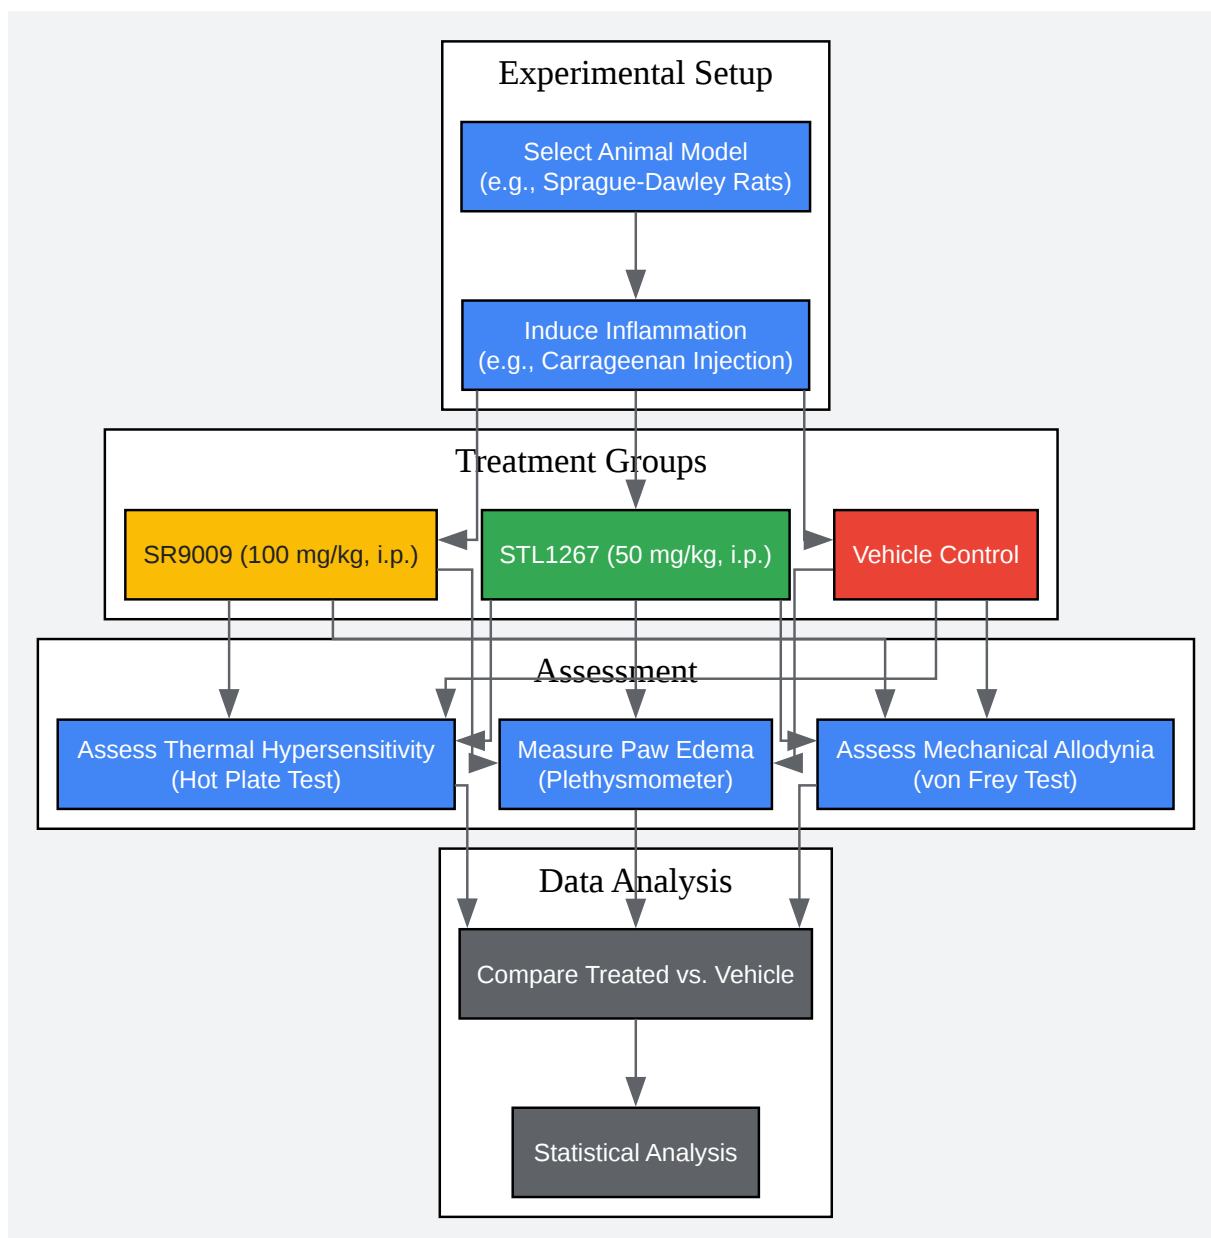 Experimental Setup
Select Animal Model
(e.g., Sprague-Dawley Rats)
Induce Inflammation
(e.g., Carrageenan Injection)
Treatment Groups
SR9009 (100 mg/kg, i.p.)
STL1267 (50 mg/kg, i.p.)
Vehicle Control
Assessment
Assess Thermal Hypersensitivity
(Hot Plate Test)
Measure Paw Edema
(Plethysmometer)
Assess Mechanical Allodynia
(von Frey Test)
Data Analysis
Compare Treated vs. Vehicle
Statistical Analysis